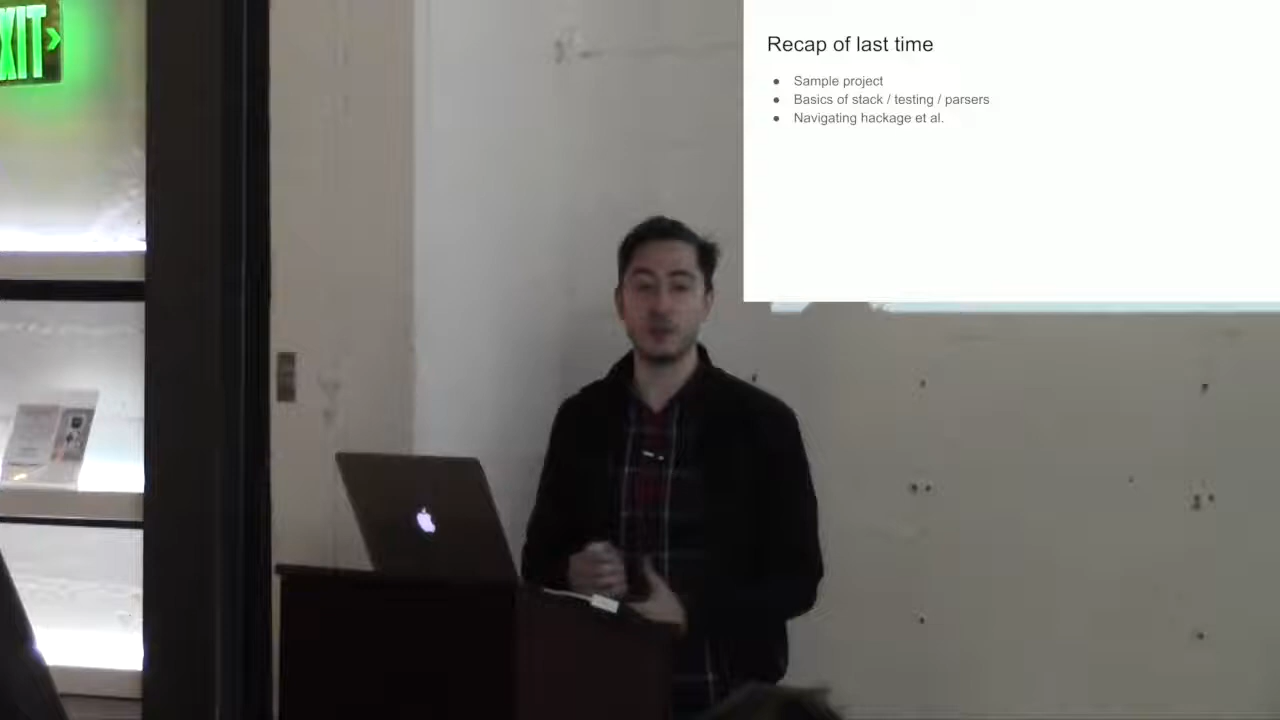 EXIT
Recap of last time
● Sample project
● Basics of stack / testing / parsers
● Navigating hackage et al.